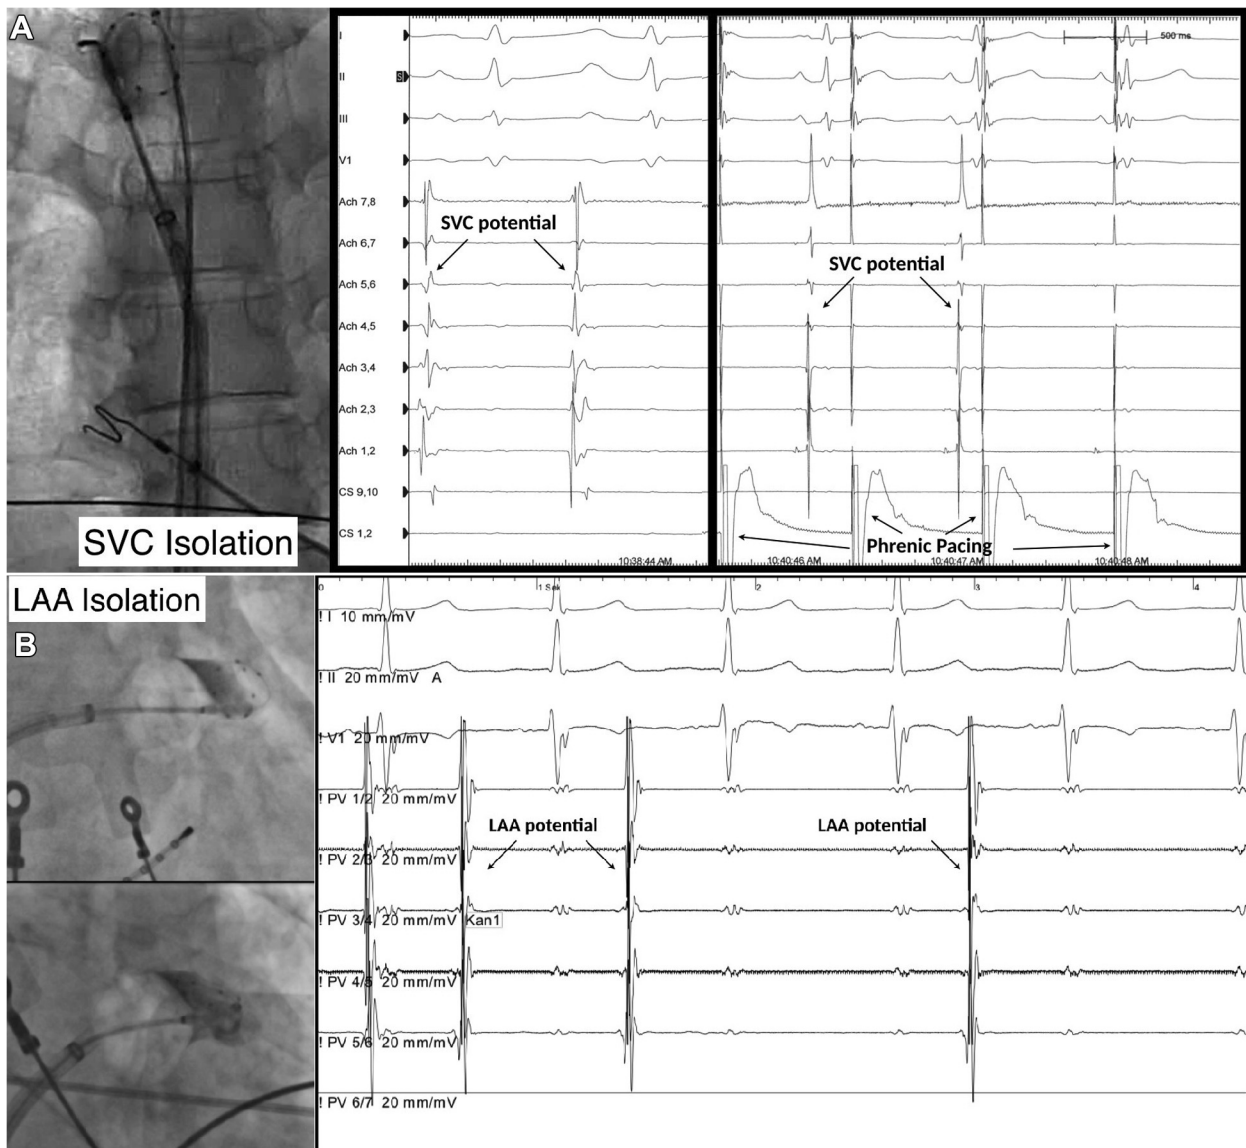 A
SVC Isolation
I
II
III
V1
Ach 7,8
Ach 6,7
Ach 5,6
Ach 4,5
Ach 3,4
Ach 2,3
Ach 1,2
CS 9,10
CS 1,2
SVC potential
10:38:44 AM
500 ms
SVC potential
Phrenic Pacing
10:40:46 AM
10:40:47 AM
10:40:48 AM
LAA Isolation
B
0
1 Sek
2
3
4
! I 10 mm/mV
! II 20 mm/mV A
! V1 20 mm/mV
! PV 1/2 20 mm/mV
LAA potential
LAA potential
! PV 2/3 20 mm/mV
! PV 3/4 20 mm/mV
Kan1
! PV 4/5 20 mm/mV
! PV 5/6 20 mm/mV
! PV 6/7 20 mm/mV